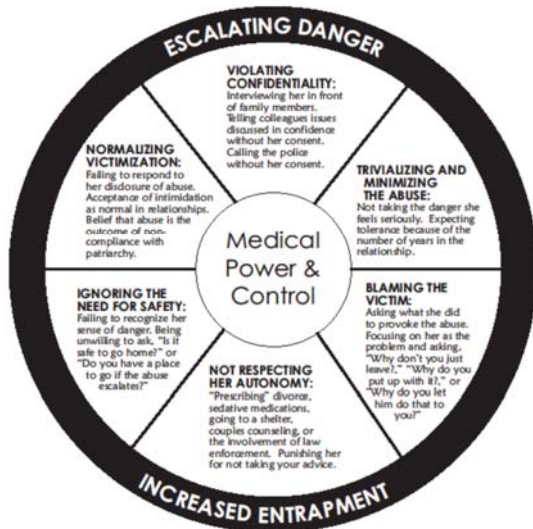 ESCALATING DANGER
VIOLATING
CONFIDENTIALITY:
Interviewing her in front
of family members.
Telling colleagues issues
discussed in confidence
without her consent.
Calling the police
without her consent.
TRIVIALIZING AND
MINIMIZING
THE ABUSE:
Not taking the danger she
feels seriously. Expecting
tolerance because of the
number of years in the
relationship.
BLAMING THE
VICTIM:
Asking what she did
to provoke the abuse.
Focusing on her as the
problem and asking,
"Why don't you just
leave?," "Why do you
put up with it?," or
"Why do you let
him do that to
you?"
NOT RESPECTING
HER AUTONOMY:
"Prescribing" divorce,
sedative medications,
going to a shelter,
couples counseling, or
the involvement of law
enforcement. Punishing her
for not taking your advice.
IGNORING THE
NEED FOR SAFETY:
Failing to recognize her
sense of danger. Being
unwilling to ask, "Is it
safe to go home?" or
"Do you have a place
to go if the abuse
escalates?"
NORMALIZING
VICTIMIZATION:
Failing to respond to
her disclosure of abuse.
Acceptance of intimidation
as normal in relationships.
Belief that abuse is the
outcome of non-
compliance with
patriarchy.
Medical
Power &
Control
INCREASED ENTRAPMENT